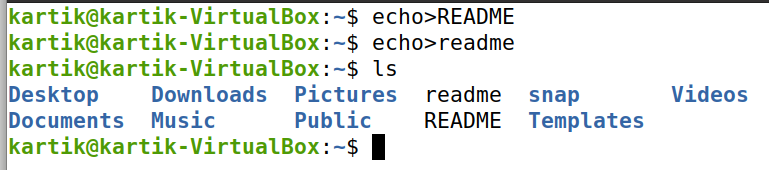 kartik@kartik-VirtualBox:~$ echo>README
kartik@kartik-VirtualBox:~$ echo>readme
kartik@kartik-VirtualBox:~$ ls
Desktop    Downloads  Pictures  readme  snap       Videos
Documents  Music      Public    README  Templates
kartik@kartik-VirtualBox:~$